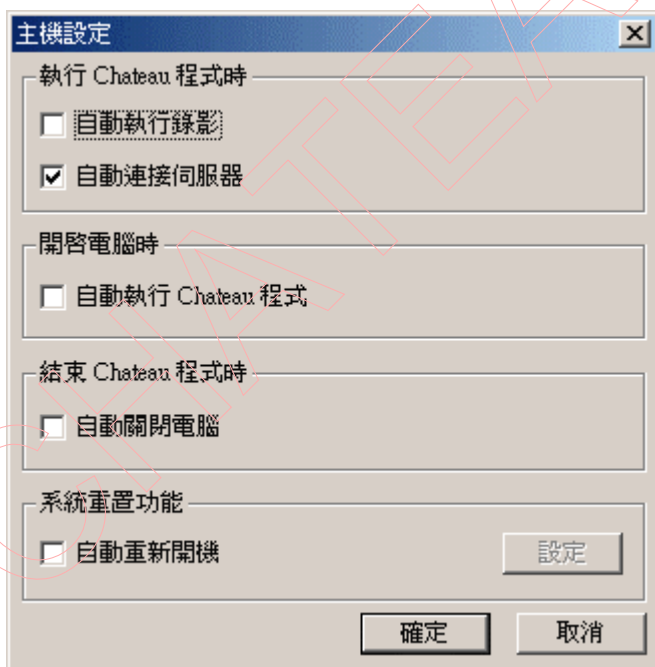 主機設定
執行 Chateau 程式時
自動執行錄影
自動連接伺服器
開啓電腦時
自動執行 Chateau 程式
結束 Chateau 程式時
自動關閉電腦
系統重置功能
自動重新開機
設定
確定
取消
CHATEA